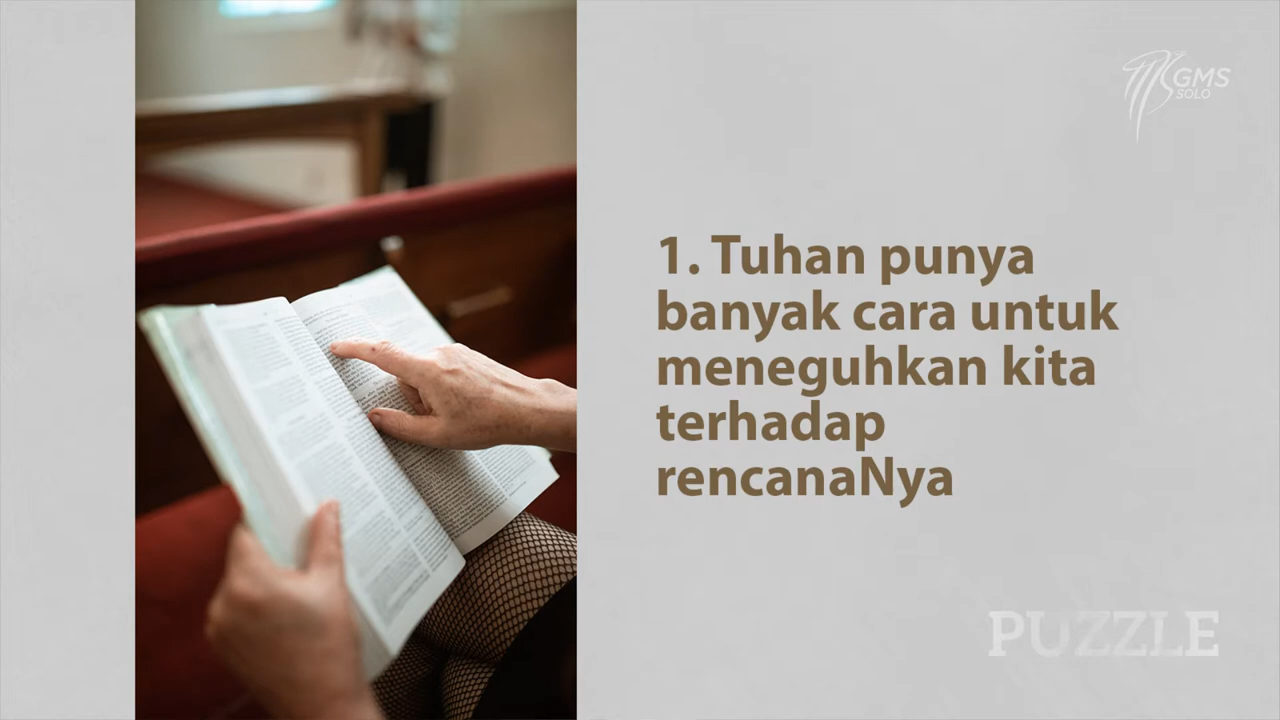 GMS
SOLO
1. Tuhan punya
banyak cara untuk
meneguhkan kita
terhadap
rencanaNya
PUZZLE